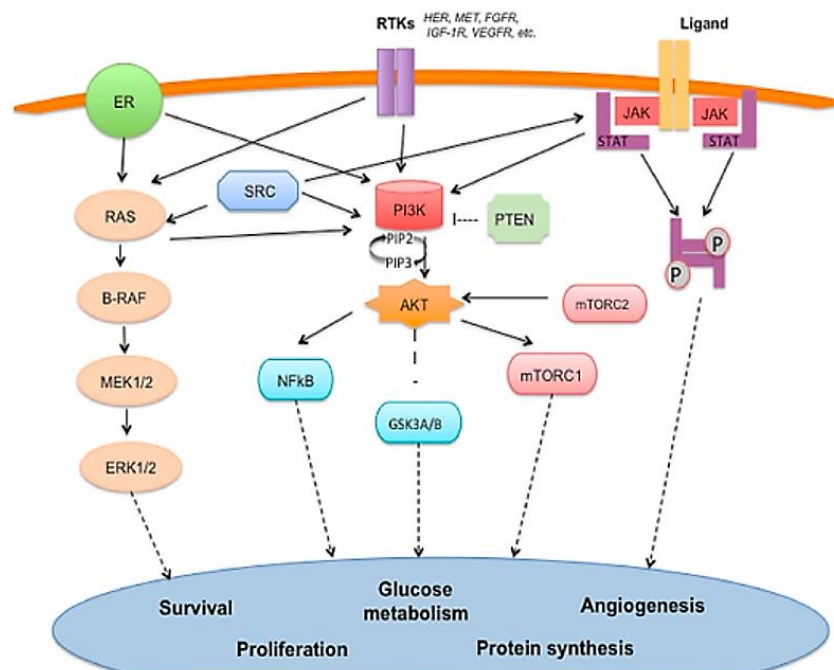 RTKs HER, MET, FGFR,
IGF-1R, VEGFR, etc.
Ligand
ER
JAK
JAK
STAT
STAT
SRC
RAS
PI3K
PTEN
PIP2
PIP3
P
P
B-RAF
AKT
mTORC2
MEK1/2
NFkB
mTORC1
GSK3A/B
ERK1/2
Survival
Glucose
metabolism
Angiogenesis
Proliferation
Protein synthesis